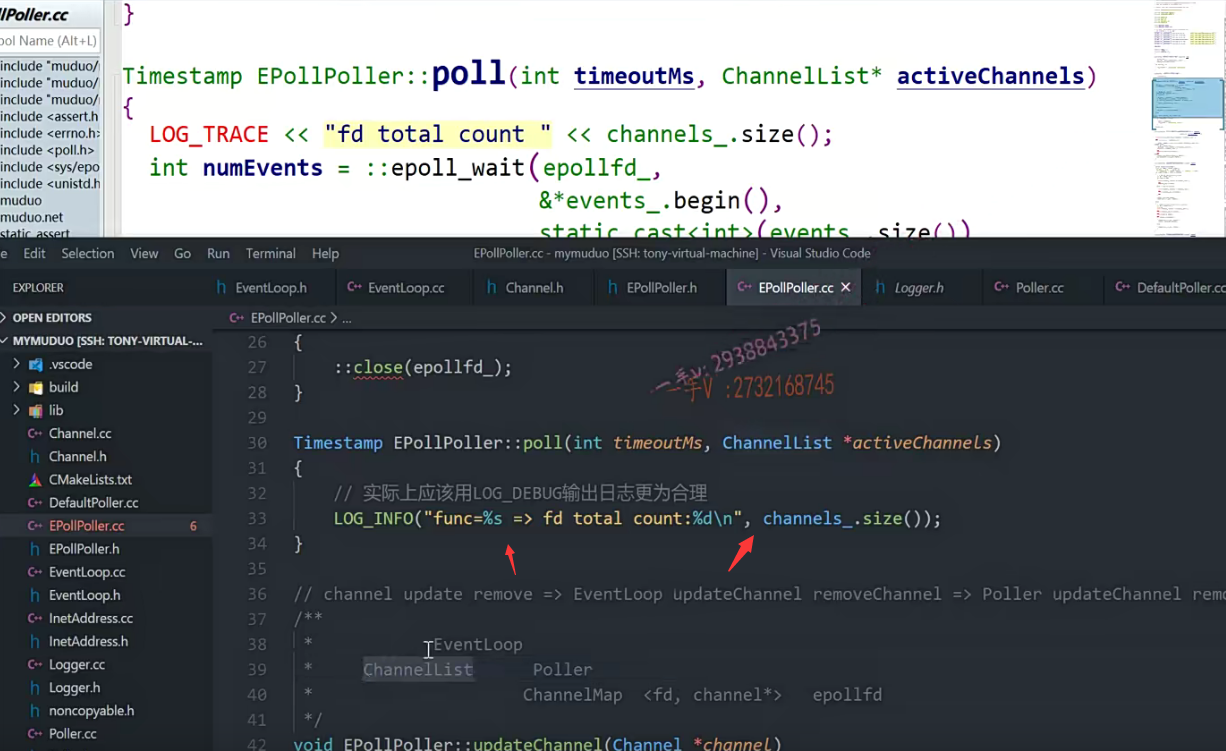 lPoller.cc
ool Name (Alt+L)
include "muduo/
include "muduo/
include "muduo/
include <assert.h
include <errno.h>
include <poll.h>
include <sys/epo
include <unistd.h
muduo
muduo.net
static_assert
}
Timestamp EPollPoller::poll(int timeoutMs, ChannelList* activeChannels)
{
LOG_TRACE << "fd total count " << channels_.size();
int numEvents = ::epoll_wait(epollfd_,
&*events_.begin(),
static_cast<int>(events_.size())
e Edit Selection View Go Run Terminal Help
EPollPoller.cc - mymuduo [SSH: tony-virtual-machine] - Visual Studio Code
EXPLORER
EventLoop.h EventLoop.cc Channel.h EPollPoller.h EPollPoller.cc Logger.h Poller.cc DefaultPoller.cc
OPEN EDITORS
MYMUDUO [SSH: TONY-VIRTUAL-...
.vscode
build
lib
Channel.cc
Channel.h
CMakeLists.txt
DefaultPoller.cc
EPollPoller.cc 6
EPollPoller.h
EventLoop.cc
EventLoop.h
InetAddress.cc
InetAddress.h
Logger.cc
Logger.h
noncopyable.h
Poller.cc
EPollPoller.cc > ...
26 {
27 ::close(epollfd_);
28 }
29
30 Timestamp EPollPoller::poll(int timeoutMs, ChannelList *activeChannels)
31 {
32 // 实际上应该用LOG_DEBUG输出日志更为合理
33 LOG_INFO("func=%s => fd total count:%d\n", channels_.size());
34 }
35
36 // channel update remove => EventLoop updateChannel removeChannel => Poller updateChannel rem
37 /**
38 * EventLoop
39 * ChannelList Poller
40 * ChannelMap <fd, channel*> epollfd
41 */
42 void EPollPoller::updateChannel(Channel *channel)
一手v: 2938843375
一手V :2732168745